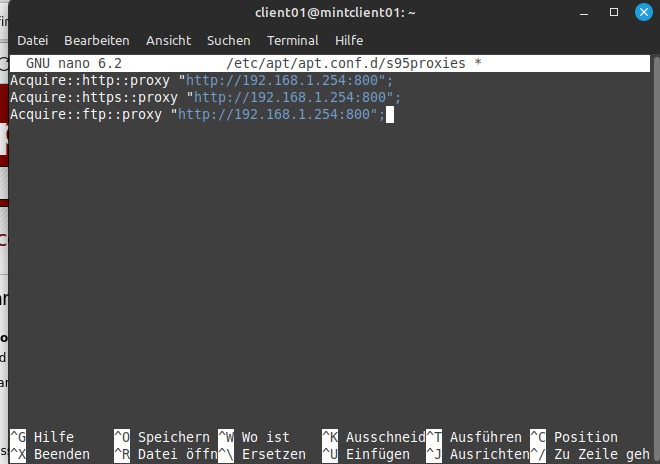 client01@mintclient01: ~
Datei Bearbeiten Ansicht Suchen Terminal Hilfe
GNU nano 6.2 /etc/apt/apt.conf.d/s95proxies *
Acquire::http::proxy "http://192.168.1.254:800";
Acquire::https::proxy "http://192.168.1.254:800";
Acquire::ftp::proxy "http://192.168.1.254:800";
^G Hilfe ^O Speichern ^W Wo ist ^K Ausschneid ^T Ausführen ^C Position
^X Beenden ^R Datei öffn ^\ Ersetzen ^U Einfügen ^J Ausrichten ^/ Zu Zeile geh